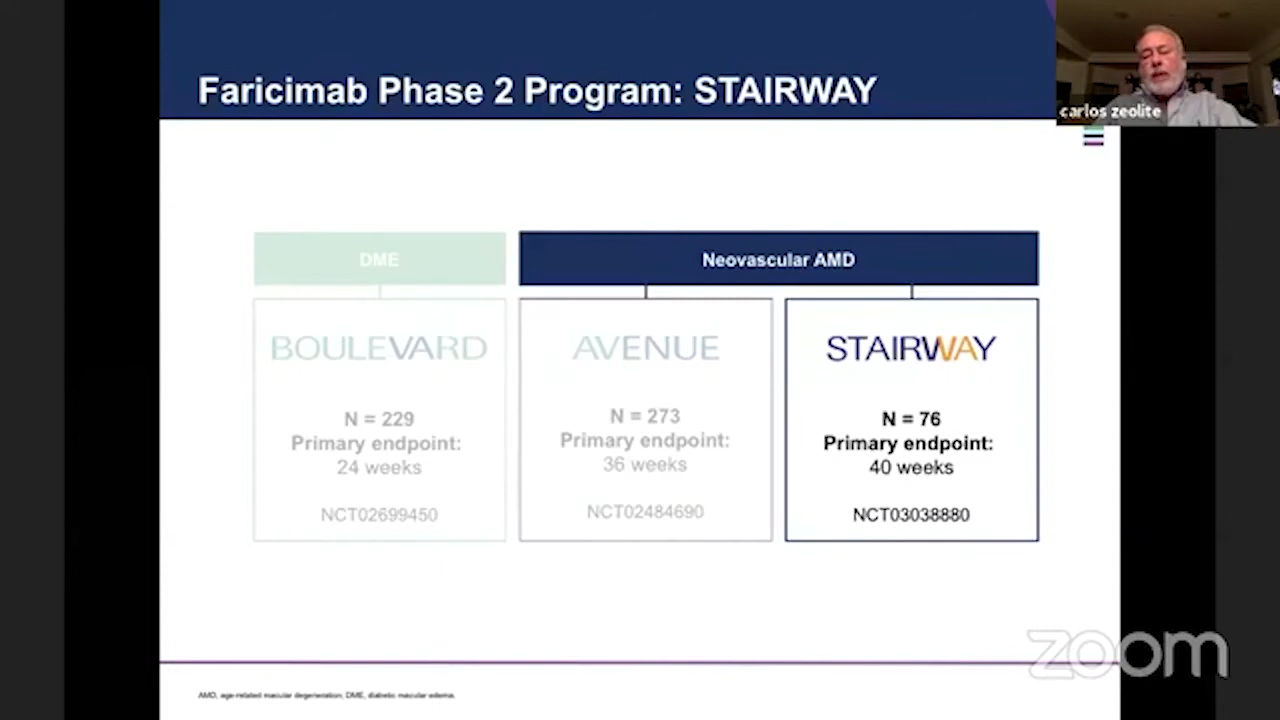 Faricimab Phase 2 Program: STAIRWAY
carlos zeolite
DME
Neovascular AMD
BOULEVARD
N = 229
Primary endpoint:
24 weeks
NCT02699450
AVENUE
N = 273
Primary endpoint:
36 weeks
NCT02484690
STAIRWAY
N = 76
Primary endpoint:
40 weeks
NCT03038880
zoom
AMD, age-related macular degeneration; DME, diabetic macular edema.